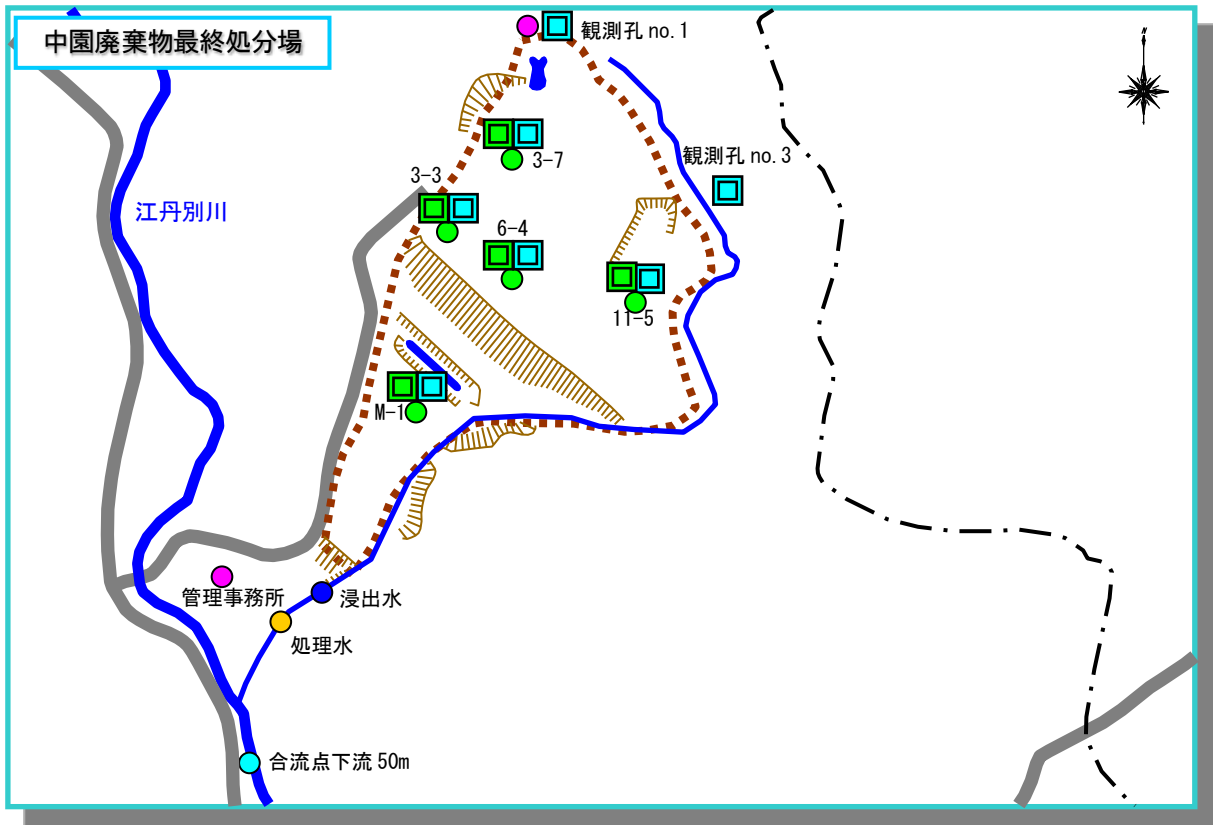 中園廃棄物最終処分場
観測孔 no.1
3-7
観測孔 no.3
3-3
江丹別川
6-4
11-5
M-1
管理事務所
浸出水
処理水
合流点下流 50m